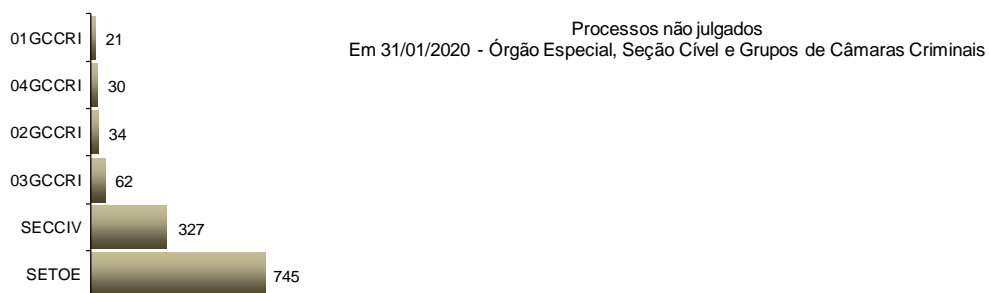 Processos não julgados
Em 31/01/2020 - Órgão Especial, Seção Cível e Grupos de Câmaras Criminais
01GCCRI 21
04GCCRI 30
02GCCRI 34
03GCCRI 62
SECCIV 327
SETOE 745